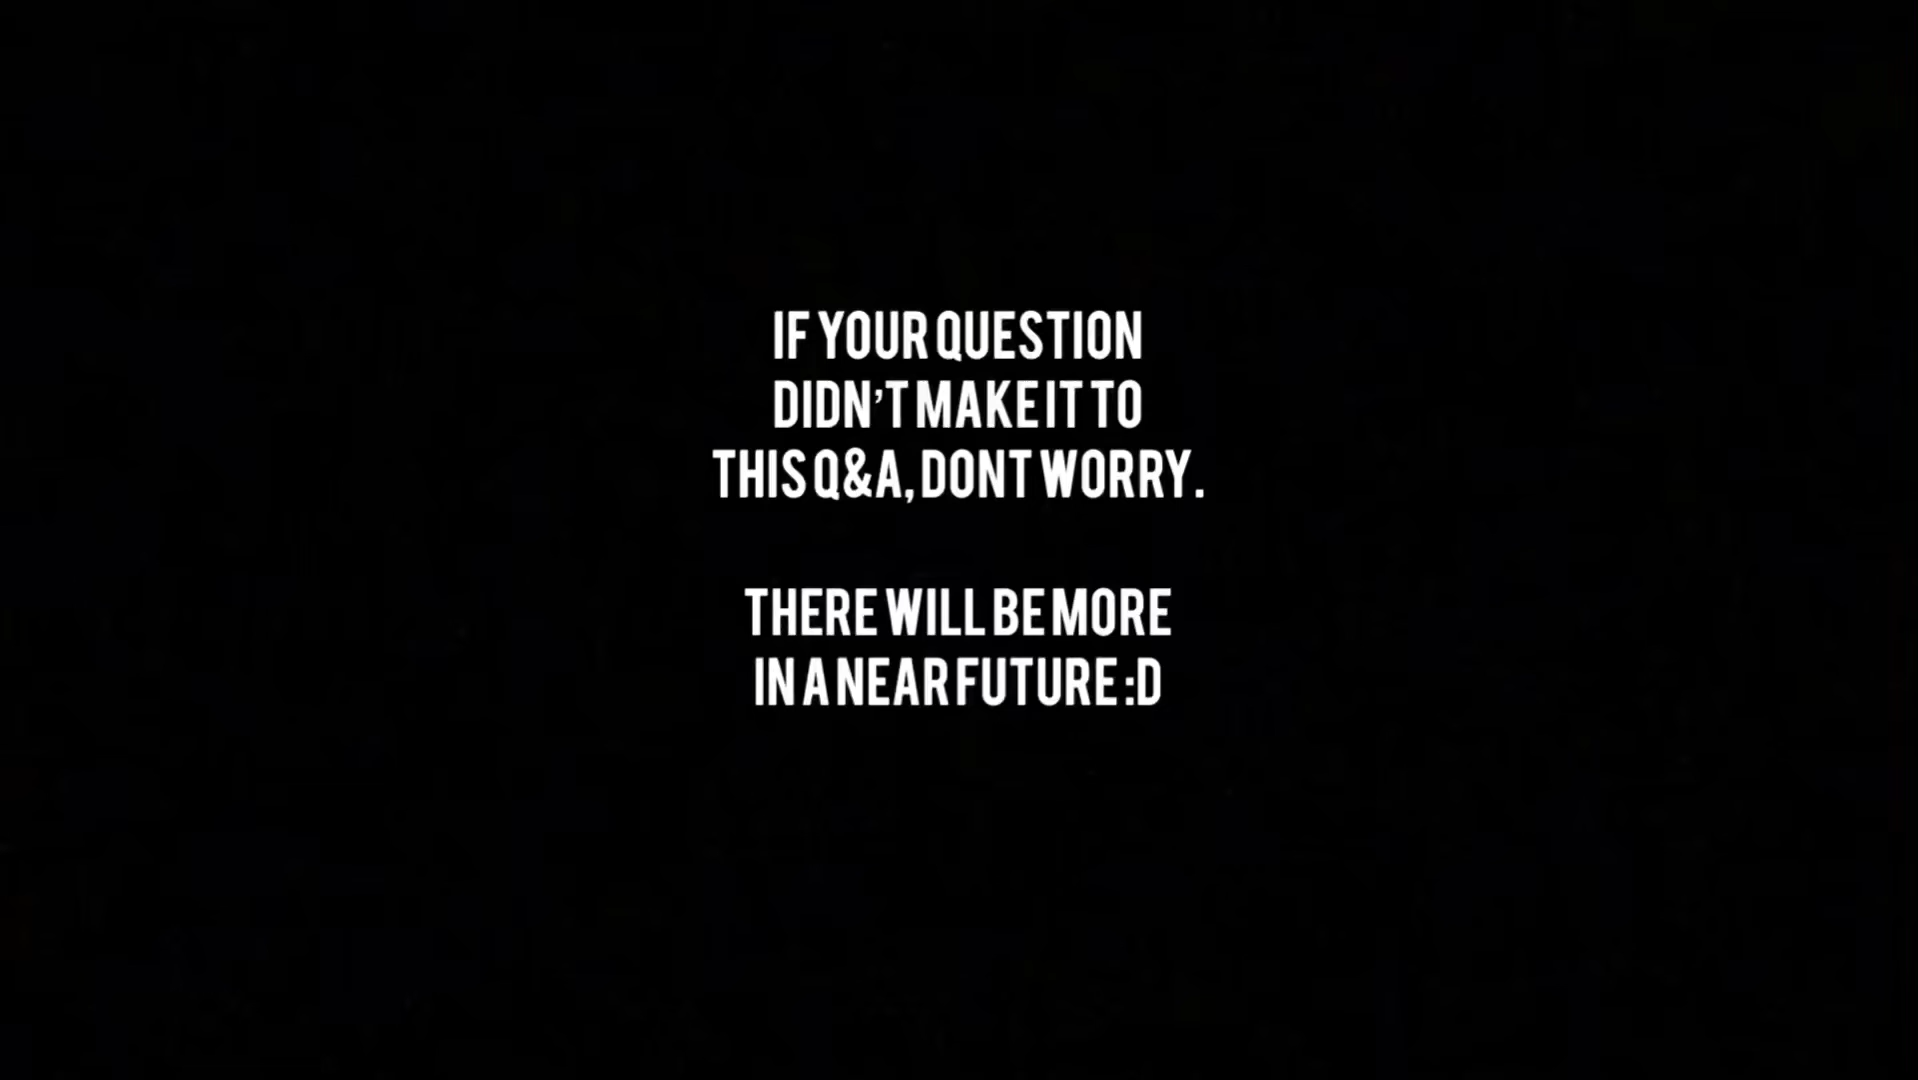 IF YOUR QUESTION
DIDN'T MAKE IT TO
THIS Q&A, DONT WORRY.
THERE WILL BE MORE
IN A NEAR FUTURE :D